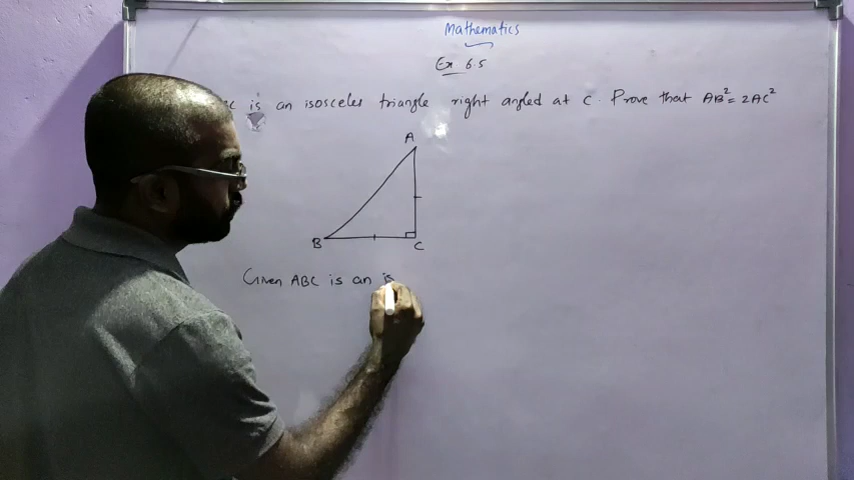 Mathematics
Ex 6.5
is an isosceles triangle right angled at C. Prove that AB² = 2AC²
A
B
C
Given ABC is an is